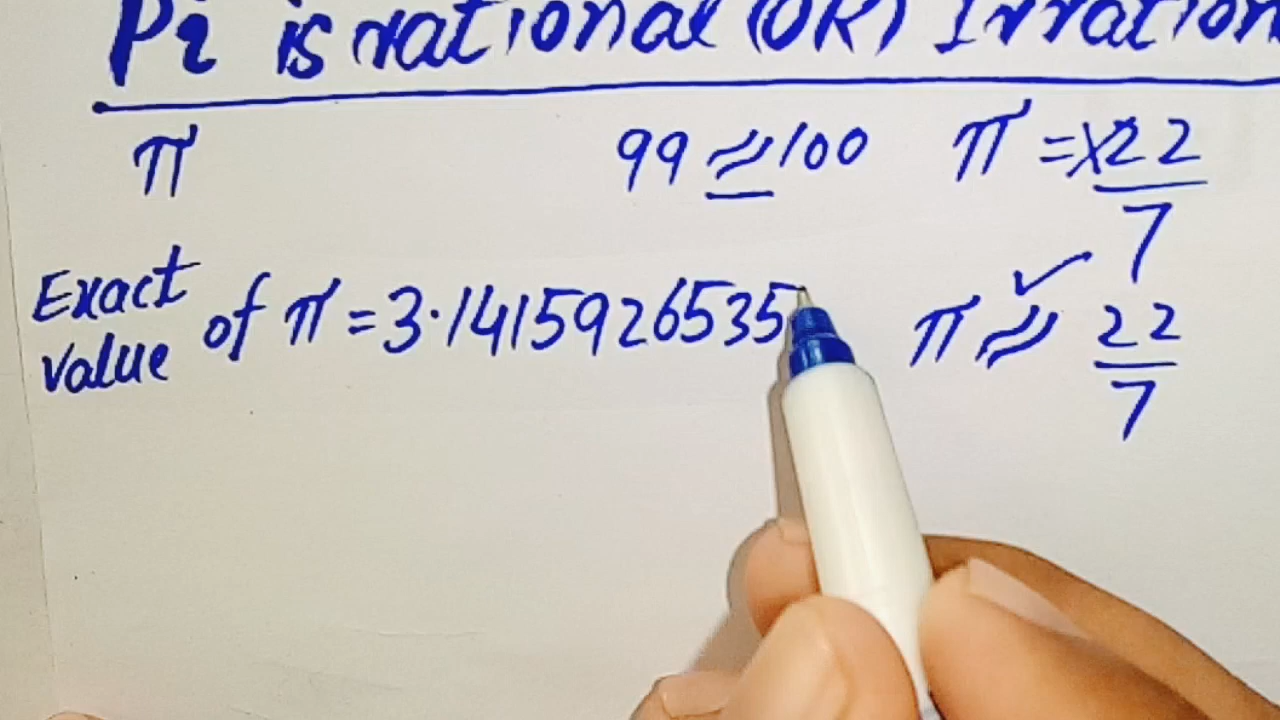 Pi is rational (OR) Irration
π 99 ≈ 100 π = 22/7
Exact value of π = 3.1415926535
π ≈ 22/7